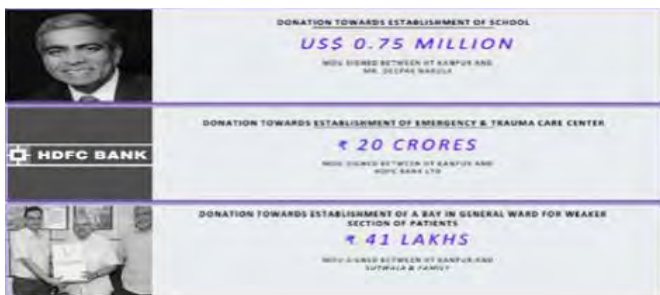 DONATION TOWARDS ESTABLISHMENT OF SCHOOL
US$ 0.75 MILLION
MOU SIGNED BETWEEN IIT KANPUR AND
MR. DEEPAK NARULA
DONATION TOWARDS ESTABLISHMENT OF EMERGENCY & TRAUMA CARE CENTER
HDFC BANK
₹ 20 CRORES
MOU SIGNED BETWEEN IIT KANPUR AND
HDFC BANK LTD
DONATION TOWARDS ESTABLISHMENT OF A BAY IN GENERAL WARD FOR WEAKER
SECTION OF PATIENTS
₹ 41 LAKHS
MOU SIGNED BETWEEN IIT KANPUR AND
SUTWALA & FAMILY